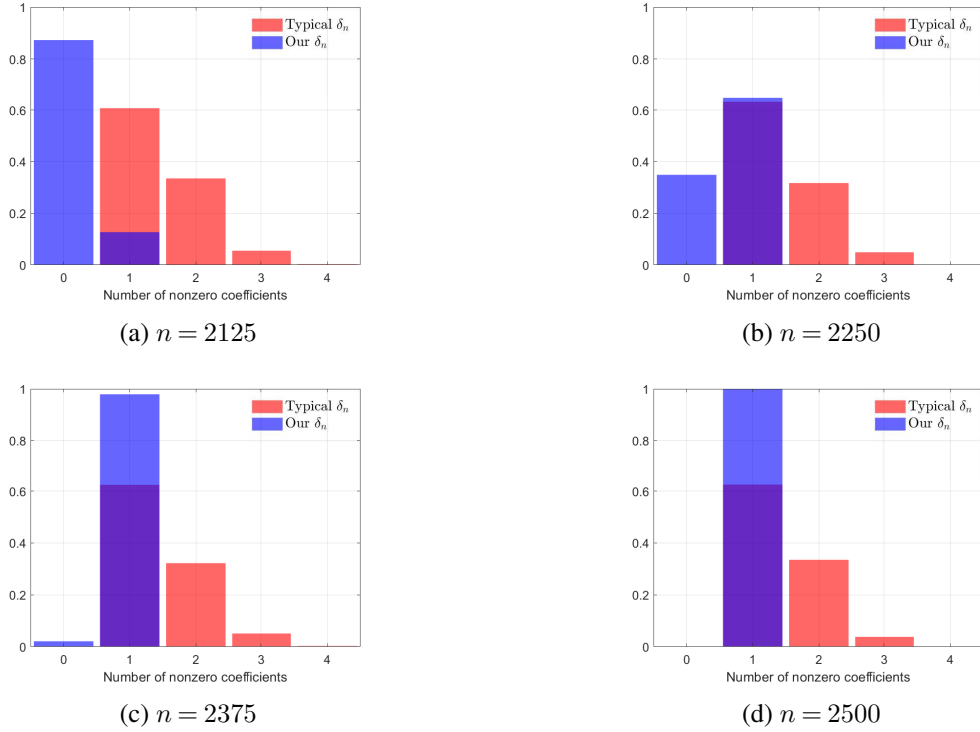 1
0.8
0.6
0.4
0.2
0
0 1 2 3 4
Number of nonzero coefficients
Typical δₙ
Our δₙ
(a) n = 2125
1
0.8
0.6
0.4
0.2
0
0 1 2 3 4
Number of nonzero coefficients
Typical δₙ
Our δₙ
(b) n = 2250
1
0.8
0.6
0.4
0.2
0
0 1 2 3 4
Number of nonzero coefficients
Typical δₙ
Our δₙ
(c) n = 2375
1
0.8
0.6
0.4
0.2
0
0 1 2 3 4
Number of nonzero coefficients
Typical δₙ
Our δₙ
(d) n = 2500